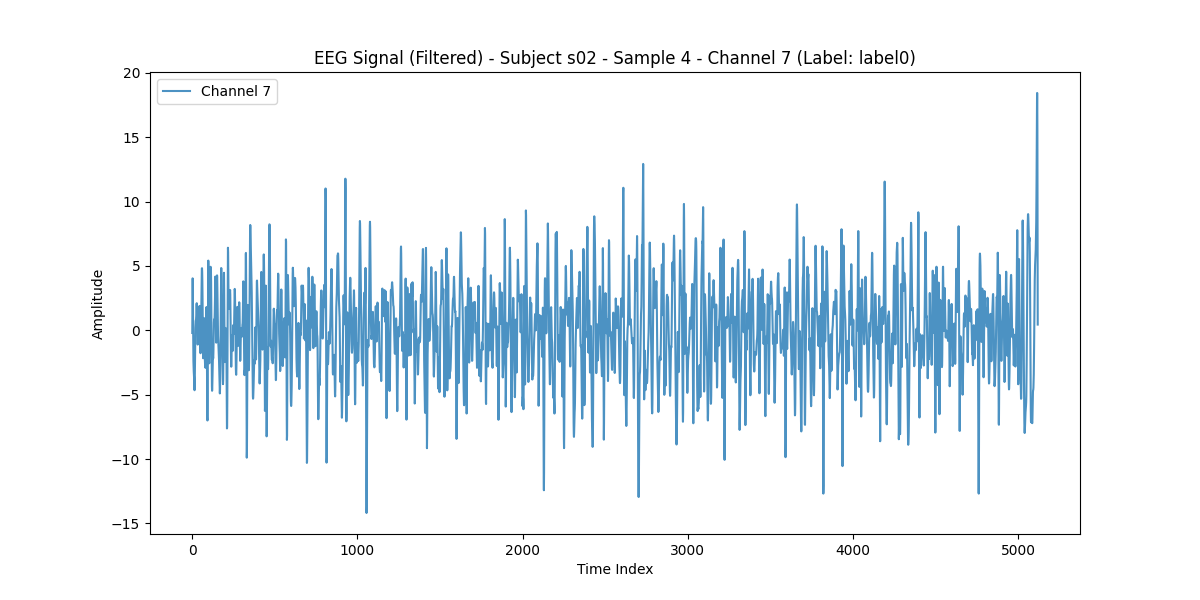 EEG Signal (Filtered) - Subject s02 - Sample 4 - Channel 7 (Label: label0)
Channel 7
20
15
10
5
0
−5
−10
−15
Amplitude
0 1000 2000 3000 4000 5000
Time Index